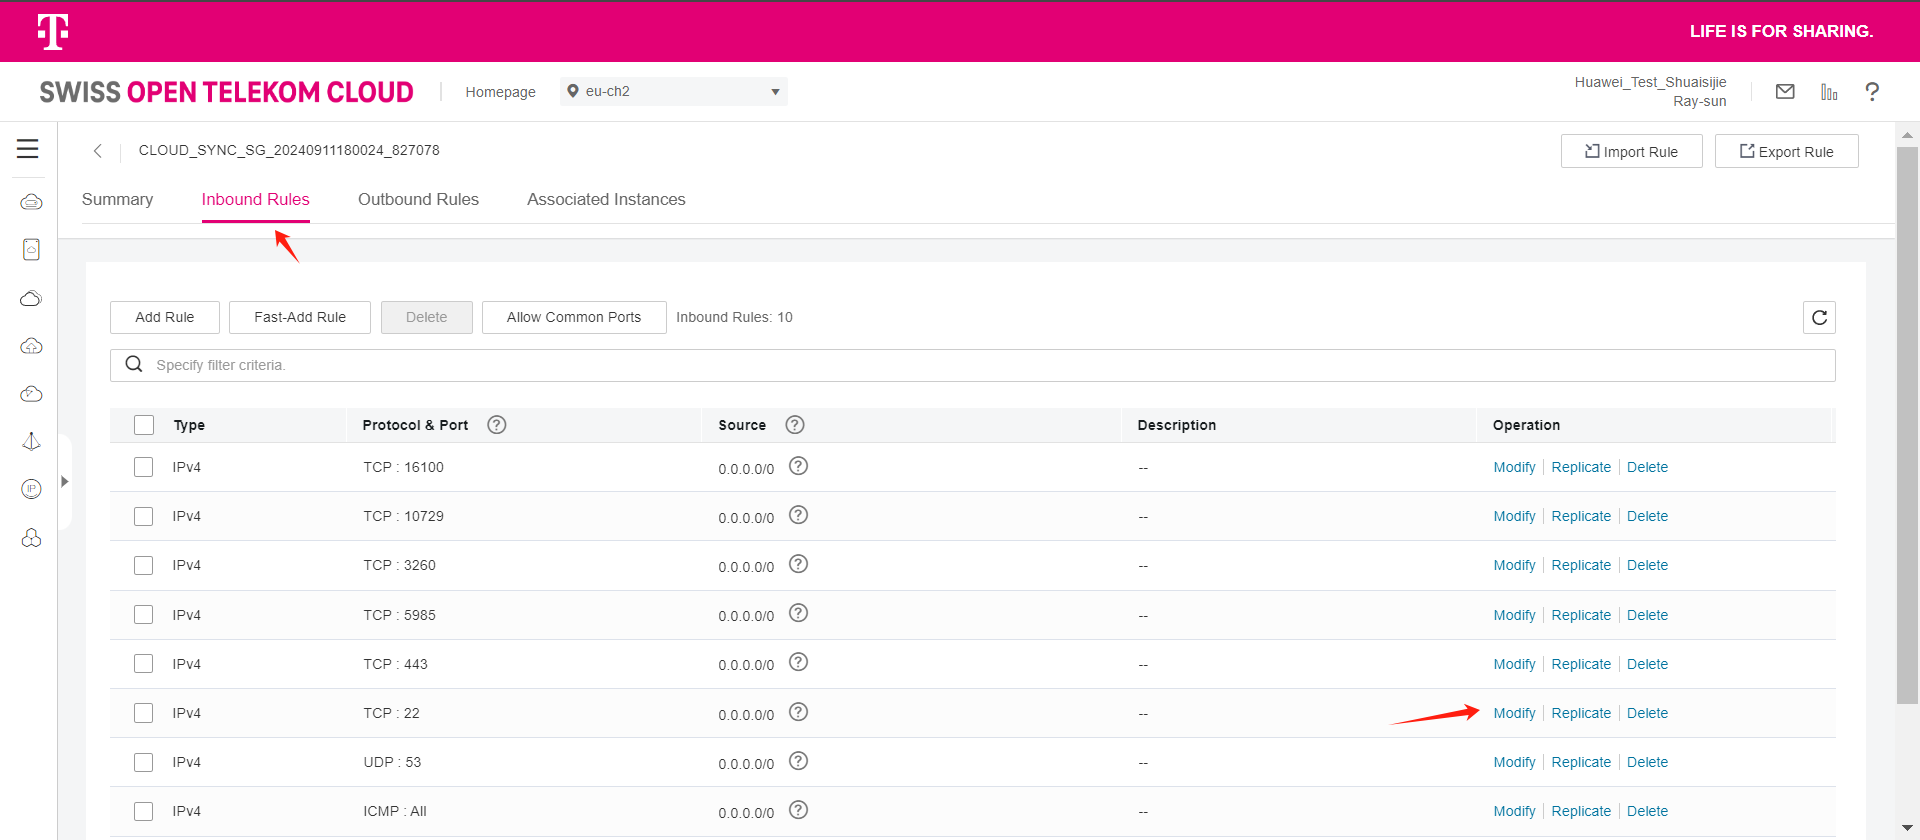 LIFE IS FOR SHARING.
SWISS OPEN TELEKOM CLOUD
Homepage
eu-ch2
Huawei_Test_Shuaisijie
Ray-sun
?
CLOUD_SYNC_SG_20240911180024_827078
Import Rule
Export Rule
Summary
Inbound Rules
Outbound Rules
Associated Instances
Add Rule
Fast-Add Rule
Delete
Allow Common Ports
Inbound Rules: 10
Specify filter criteria.
Type Protocol & Port ? Source ? Description Operation
IPv4 TCP : 16100 0.0.0.0/0 ? -- Modify Replicate Delete
IPv4 TCP : 10729 0.0.0.0/0 ? -- Modify Replicate Delete
IPv4 TCP : 3260 0.0.0.0/0 ? -- Modify Replicate Delete
IPv4 TCP : 5985 0.0.0.0/0 ? -- Modify Replicate Delete
IPv4 TCP : 443 0.0.0.0/0 ? -- Modify Replicate Delete
IPv4 TCP : 22 0.0.0.0/0 ? -- Modify Replicate Delete
IPv4 UDP : 53 0.0.0.0/0 ? -- Modify Replicate Delete
IPv4 ICMP : All 0.0.0.0/0 ? -- Modify Replicate Delete
IP